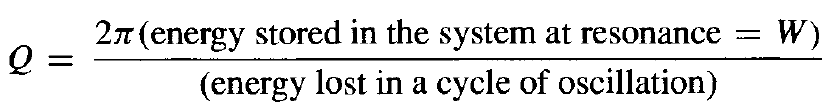 Q = 2π(energy stored in the system at resonance = W) / (energy lost in a cycle of oscillation)